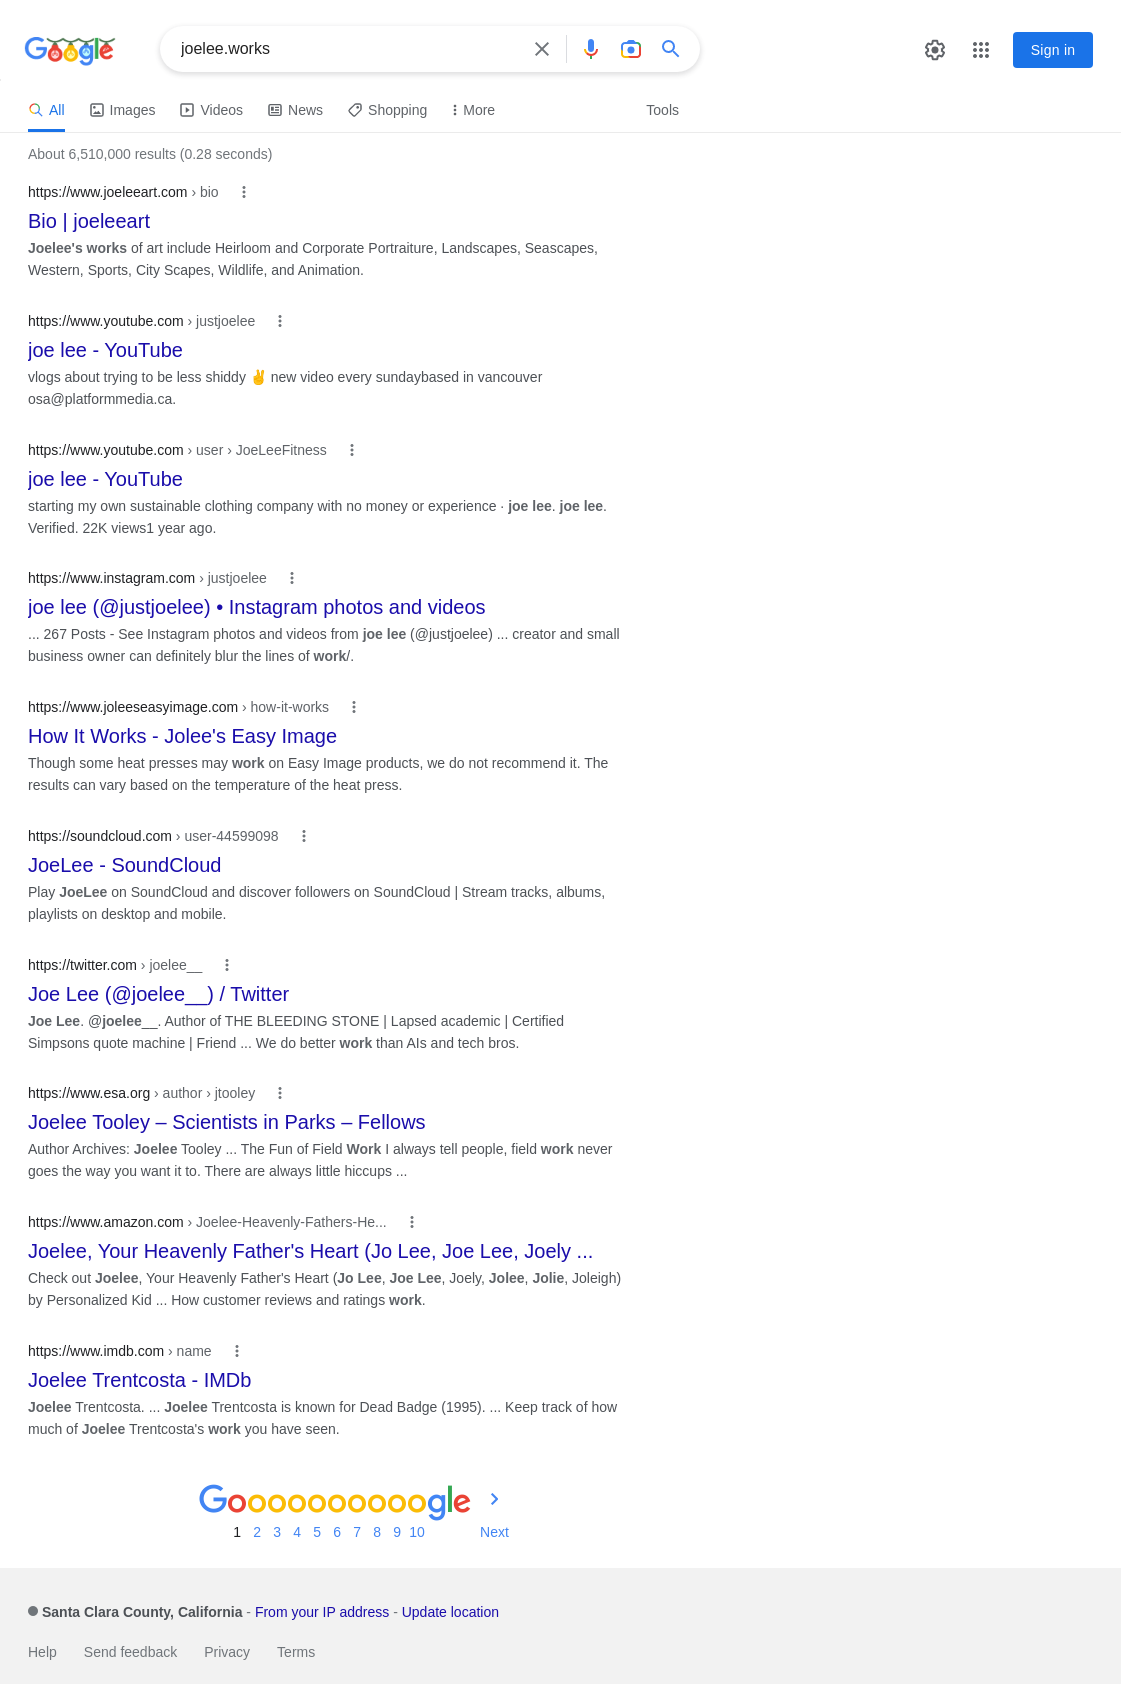 Google
joelee.works
Sign in
All Images Videos News Shopping More Tools
About 6,510,000 results (0.28 seconds)
https://www.joeleeart.com › bio
Bio | joeleeart
Joelee's works of art include Heirloom and Corporate Portraiture, Landscapes, Seascapes,
Western, Sports, City Scapes, Wildlife, and Animation.
https://www.youtube.com › justjoelee
joe lee - YouTube
vlogs about trying to be less shiddy ✌️ new video every sundaybased in vancouver
osa@platformmedia.ca.
https://www.youtube.com › user › JoeLeeFitness
joe lee - YouTube
starting my own sustainable clothing company with no money or experience · joe lee. joe lee.
Verified. 22K views1 year ago.
https://www.instagram.com › justjoelee
joe lee (@justjoelee) • Instagram photos and videos
... 267 Posts - See Instagram photos and videos from joe lee (@justjoelee) ... creator and small
business owner can definitely blur the lines of work/.
https://www.joleeseasyimage.com › how-it-works
How It Works - Jolee's Easy Image
Though some heat presses may work on Easy Image products, we do not recommend it. The
results can vary based on the temperature of the heat press.
https://soundcloud.com › user-44599098
JoeLee - SoundCloud
Play JoeLee on SoundCloud and discover followers on SoundCloud | Stream tracks, albums,
playlists on desktop and mobile.
https://twitter.com › joelee__
Joe Lee (@joelee__) / Twitter
Joe Lee. @joelee__. Author of THE BLEEDING STONE | Lapsed academic | Certified
Simpsons quote machine | Friend ... We do better work than AIs and tech bros.
https://www.esa.org › author › jtooley
Joelee Tooley – Scientists in Parks – Fellows
Author Archives: Joelee Tooley ... The Fun of Field Work I always tell people, field work never
goes the way you want it to. There are always little hiccups ...
https://www.amazon.com › Joelee-Heavenly-Fathers-He...
Joelee, Your Heavenly Father's Heart (Jo Lee, Joe Lee, Joely ...
Check out Joelee, Your Heavenly Father's Heart (Jo Lee, Joe Lee, Joely, Jolee, Jolie, Joleigh)
by Personalized Kid ... How customer reviews and ratings work.
https://www.imdb.com › name
Joelee Trentcosta - IMDb
Joelee Trentcosta. ... Joelee Trentcosta is known for Dead Badge (1995). ... Keep track of how
much of Joelee Trentcosta's work you have seen.
Goooooooooogle
1 2 3 4 5 6 7 8 9 10 Next
Santa Clara County, California - From your IP address - Update location
Help Send feedback Privacy Terms